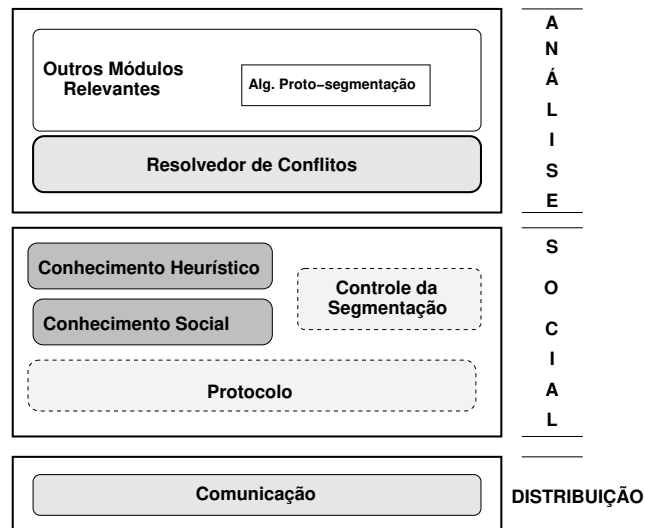 Outros Módulos
Relevantes
Alg. Proto−segmentação
Resolvedor de Conflitos
A
N
Á
L
I
S
E
Conhecimento Heurístico
Conhecimento Social
Controle da
Segmentação
Protocolo
S
O
C
I
A
L
Comunicação
DISTRIBUIÇÃO